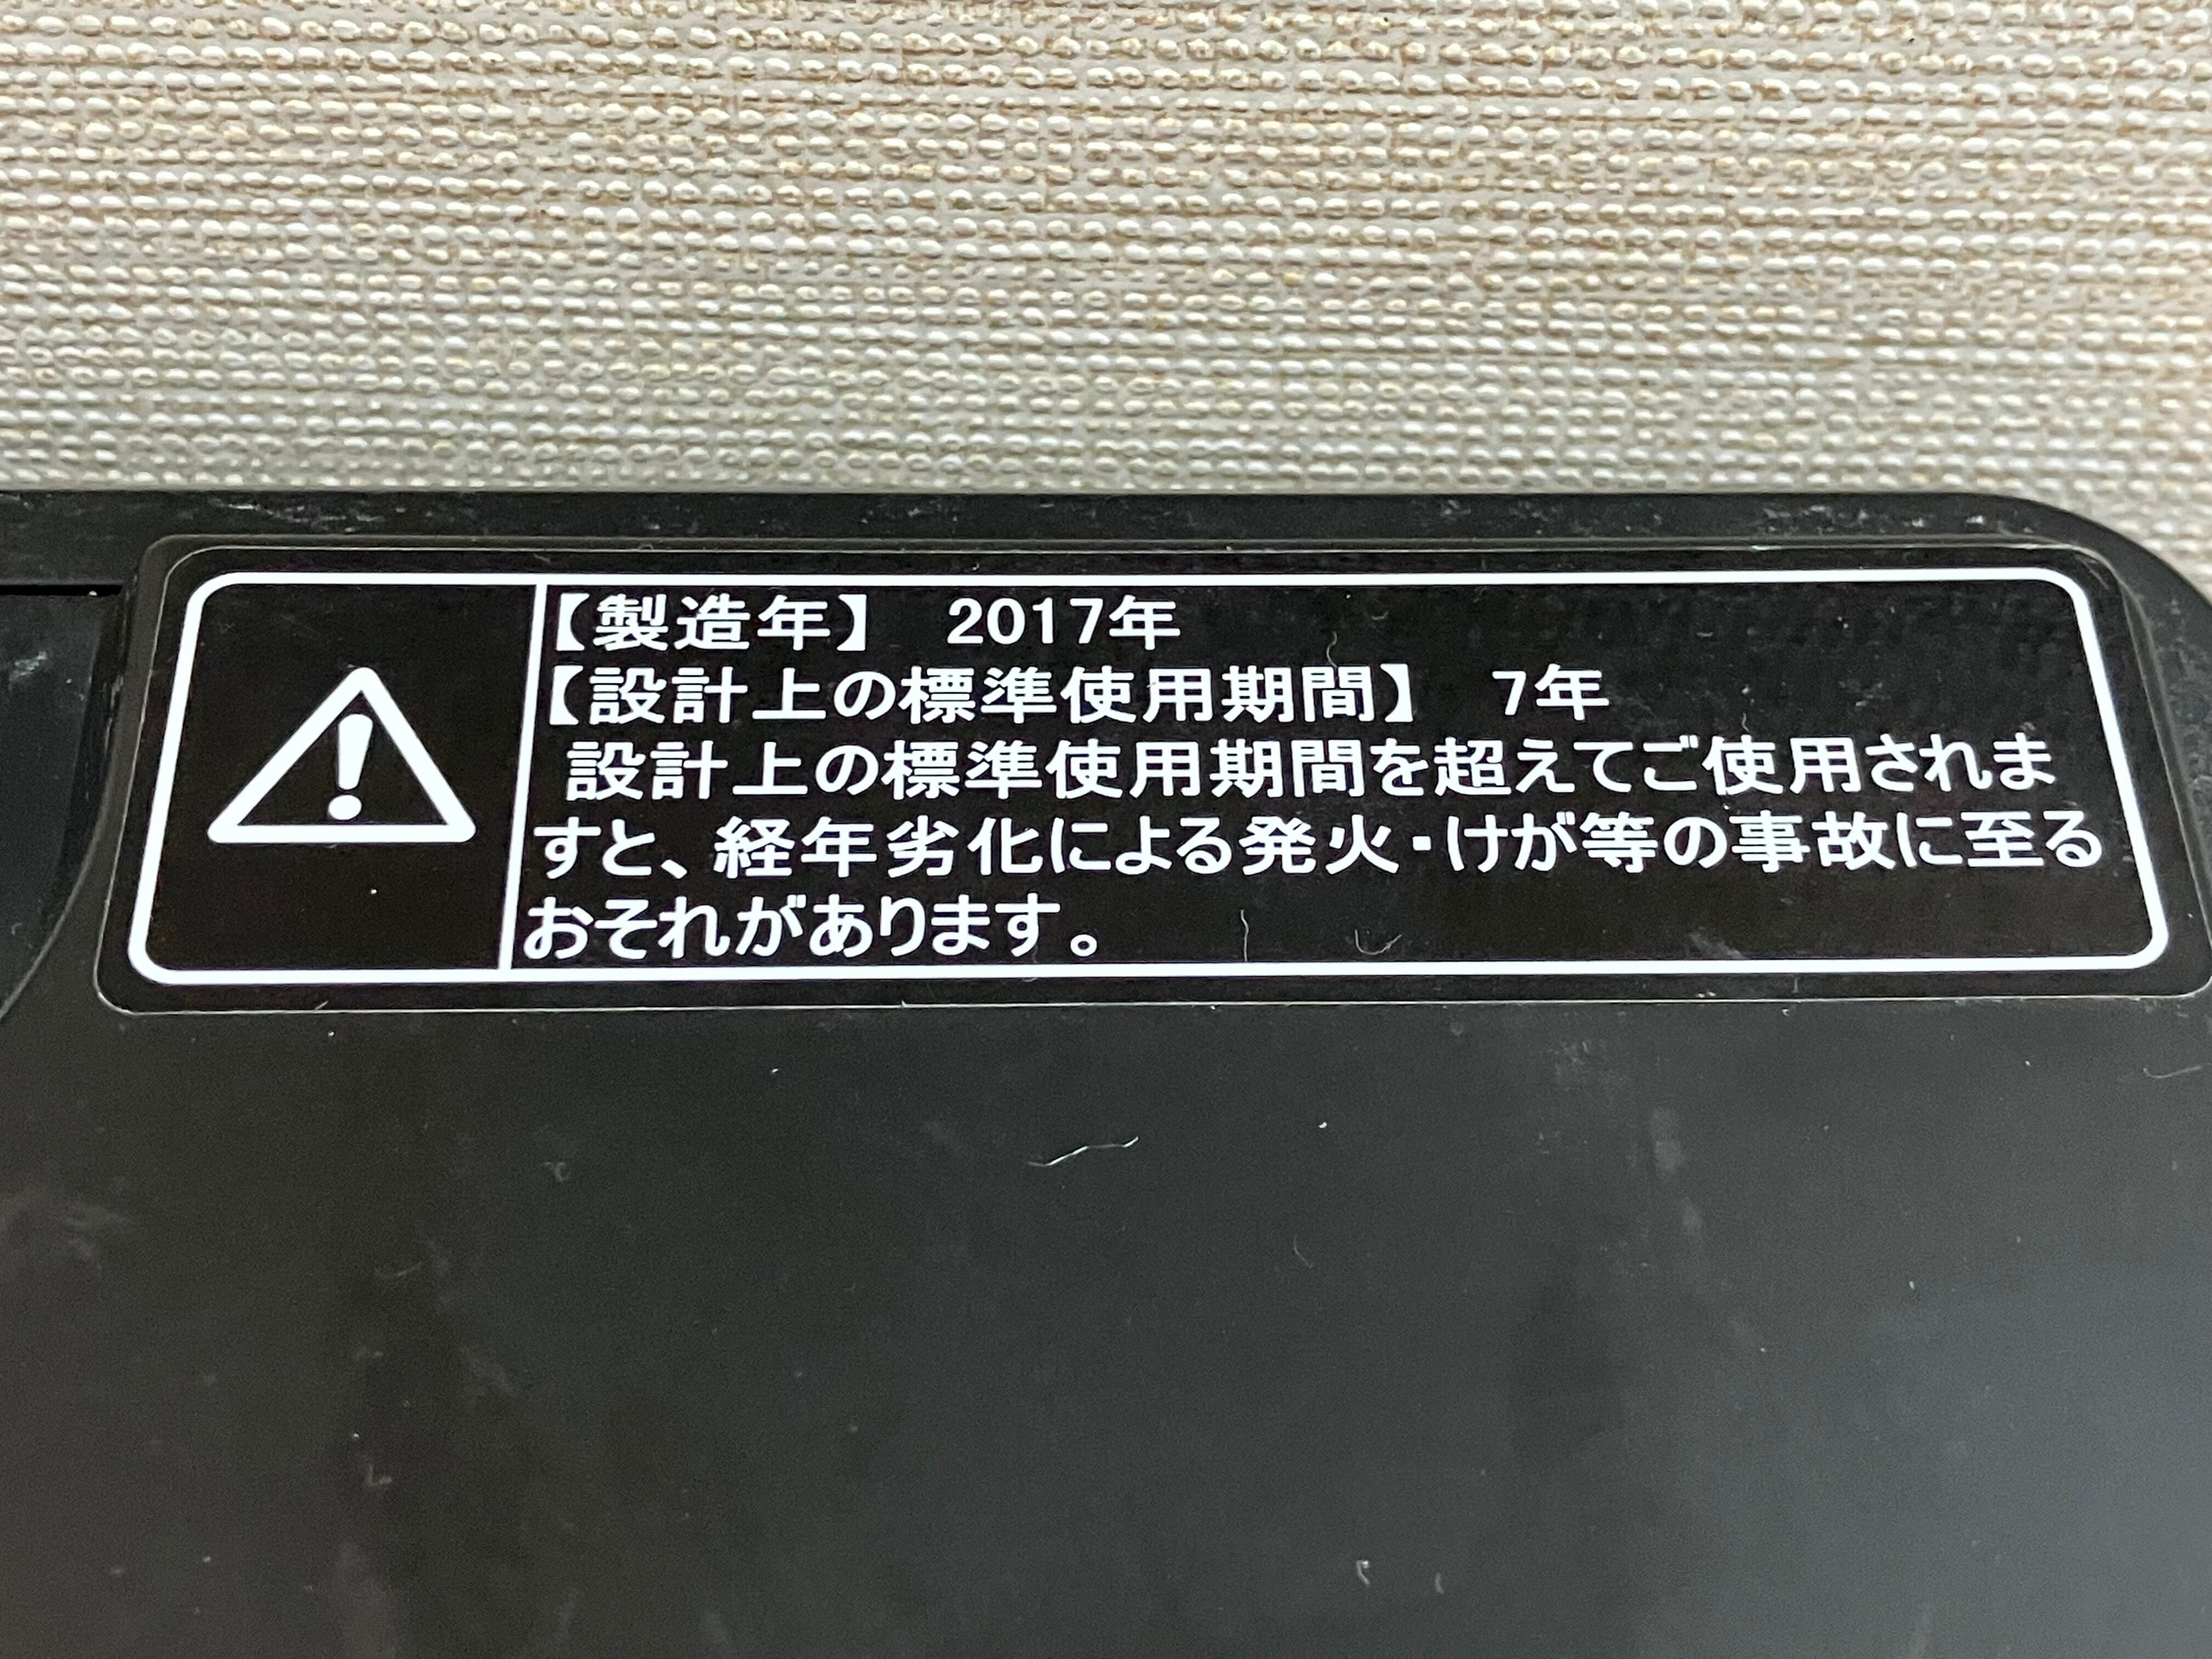 【製造年】 2017年
【設計上の標準使用期間】 7年
設計上の標準使用期間を超えてご使用されま
すと、経年劣化による発火・けが等の事故に至る
おそれがあります。